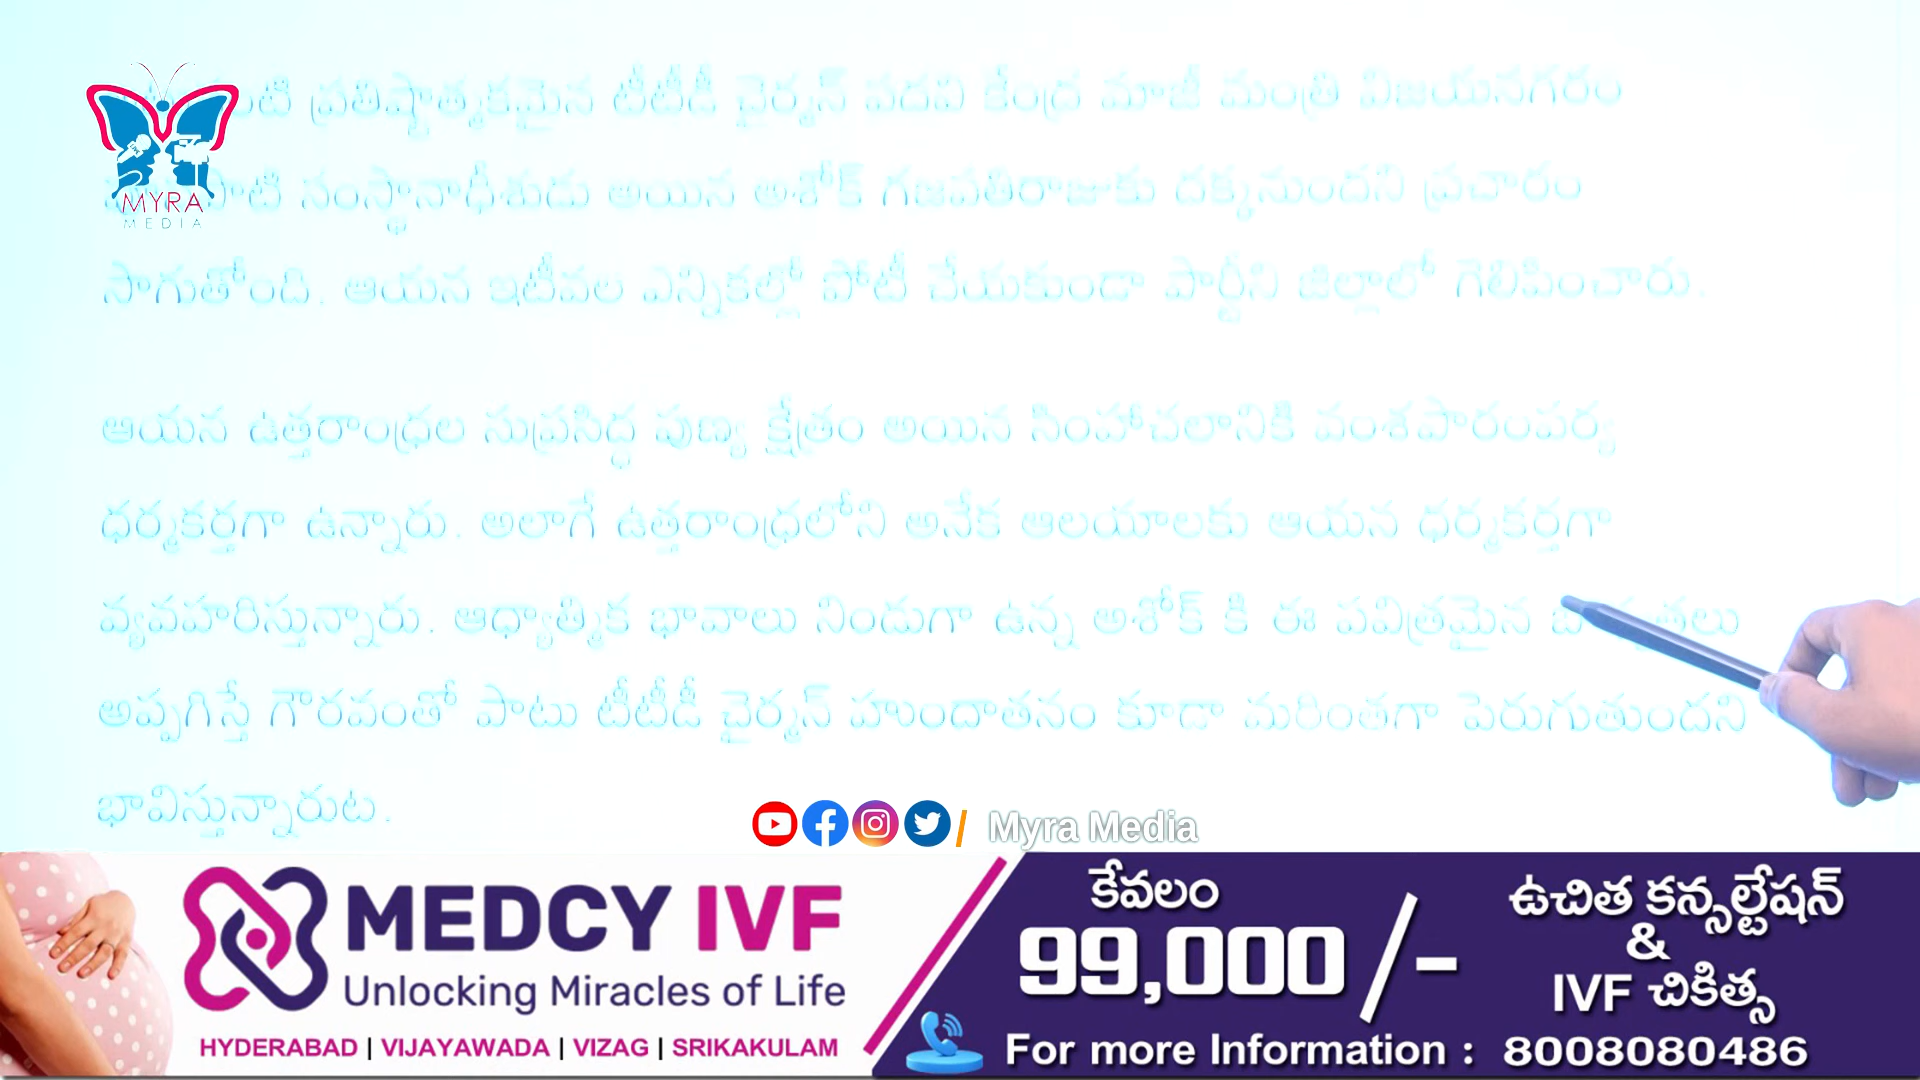 ప్రతిష్టాత్మకమైన టీటీడీ చైర్మన్ పదవి కేంద్ర మాజీ మంత్రి విజయనగరం
సంస్థానాధీశుడు అయిన అశోక్ గజపతిరాజుకు దక్కనుందని ప్రచారం
సాగుతోంది. ఆయన ఇటీవల ఎన్నికల్లో పోటీ చేయకుండా పార్టీని జిల్లాలో గెలిపించారు.
ఆయన ఉత్తరాంధ్రల సుప్రసిద్ధ పుణ్య క్షేత్రం అయిన సింహాచలానికి వంశపారంపర్య
ధర్మకర్తగా ఉన్నారు. అలాగే ఉత్తరాంధ్రలోని అనేక ఆలయాలకు ఆయన ధర్మకర్తగా
వ్యవహరిస్తున్నారు. ఆధ్యాత్మిక భావాలు నిండుగా ఉన్న అశోక్ కి ఈ పవిత్రమైన
అప్పగిస్తే గౌరవంతో పాటు టీటీడీ చైర్మన్ హుందాతనం కూడా మరింతగా పెరుగుతుందని
భావిస్తున్నారుట.
MYRA
MEDIA
Myra Media
MEDCY IVF
Unlocking Miracles of Life
HYDERABAD | VIJAYAWADA | VIZAG | SRIKAKULAM
కేవలం
99,000/-
ఉచిత కన్సల్టేషన్
&
IVF చికిత్స
For more Information : 8008080486